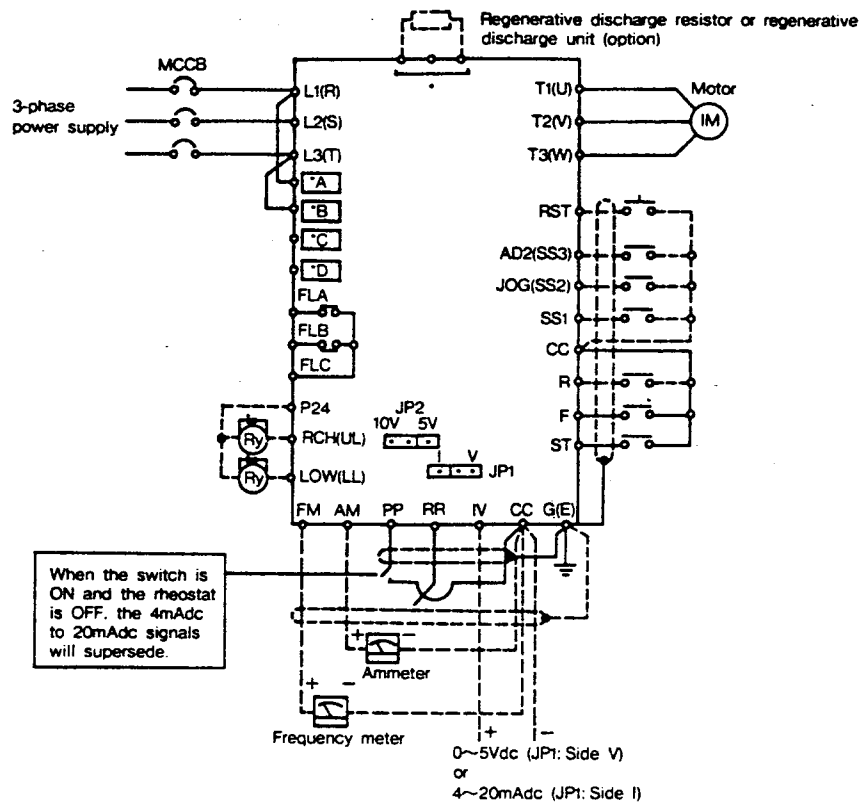 Regenerative discharge resistor or regenerative
discharge unit (option)
MCCB
3-phase
power supply
L1(R)
L2(S)
L3(T)
*A
*B
*C
*D
FLA
FLB
FLC
P24
RCH(UL)
LOW(LL)
Ry
Ry
JP2
10V 5V
V
JP1
T1(U)
T2(V)
T3(W)
Motor
IM
RST
AD2(SS3)
JOG(SS2)
SS1
CC
R
F
ST
FM AM PP RR IV CC G(E)
When the switch is
ON and the rheostat
is OFF. the 4mAdc
to 20mAdc signals
will supersede.
+ −
Ammeter
+ −
Frequency meter
+ −
0~5Vdc (JP1: Side V)
or
4~20mAdc (JP1: Side I)